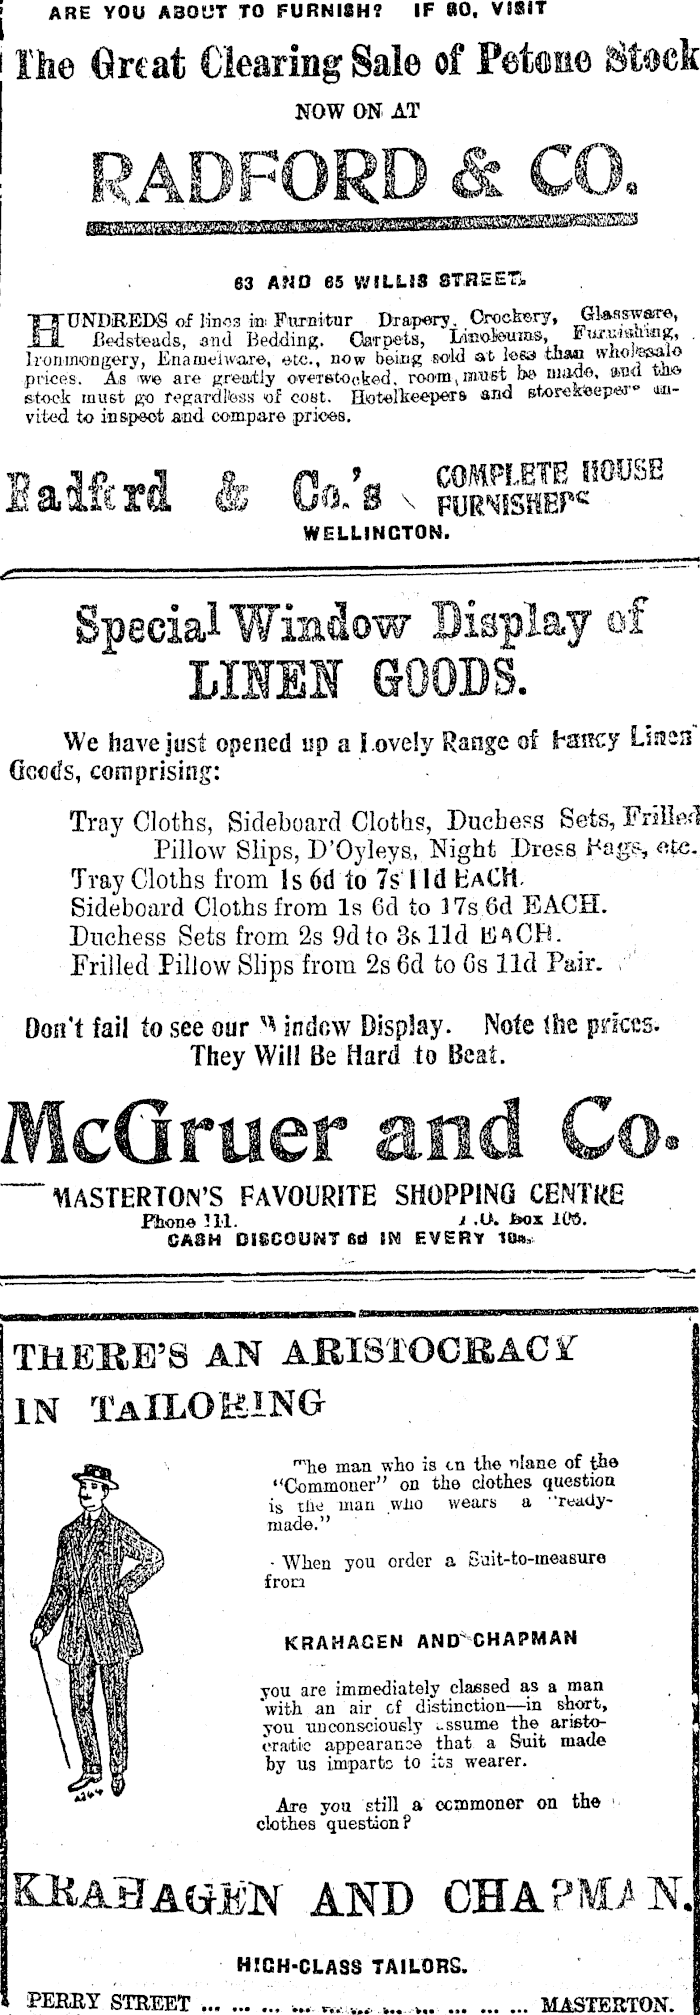 ARE YOU ABOUT TO FURNISH? IF SO, VISIT
The Great Clearing Sale of Petone Stock
NOW ON AT
RADFORD & CO.
63 AND 65 WILLIS STREET.
HUNDREDS of lines in Furnitur Drapery, Crockery, Glassware,
Bedsteads, and Bedding. Carpets, Linoleums, Furnishing,
Ironmongery, Enamelware, etc., now being sold at less than wholesale
prices. As we are greatly overstocked, room must be made, and the
stock must go regardless of cost. Hotelkeepers and storekeepers in-
vited to inspect and compare prices.
Radford & Co.'s COMPLETE HOUSE
FURNISHERS
WELLINGTON.
Special Window Display of
LINEN GOODS.
We have just opened up a Lovely Range of Fancy Linen
Goods, comprising:
Tray Cloths, Sideboard Cloths, Duchess Sets, Frilled
Pillow Slips, D'Oyleys, Night Dress Bags, etc.
Tray Cloths from 1s 6d to 7s 11d EACH.
Sideboard Cloths from 1s 6d to 17s 6d EACH.
Duchess Sets from 2s 9d to 3s 11d EACH.
Frilled Pillow Slips from 2s 6d to 6s 11d Pair.
Don't fail to see our Window Display. Note the prices.
They Will Be Hard to Beat.
McGruer and Co.
MASTERTON'S FAVOURITE SHOPPING CENTRE
Phone 111. P.O. Box 106.
CASH DISCOUNT 6d IN EVERY 10s.
THERE'S AN ARISTOCRACY
IN TAILORING
The man who is on the plane of the
"Commoner" on the clothes question
is the man who wears a "ready-
made."
When you order a Suit-to-measure
from
KRAHAGEN AND CHAPMAN
you are immediately classed as a man
with an air of distinction—in short,
you unconsciously assume the aristo-
cratic appearance that a Suit made
by us imparts to its wearer.
Are you still a commoner on the
clothes question?
KRAHAGEN AND CHAPMAN.
HIGH-CLASS TAILORS.
PERRY STREET ... ... ... ... ... ... ... ... ... ... ... MASTERTON.